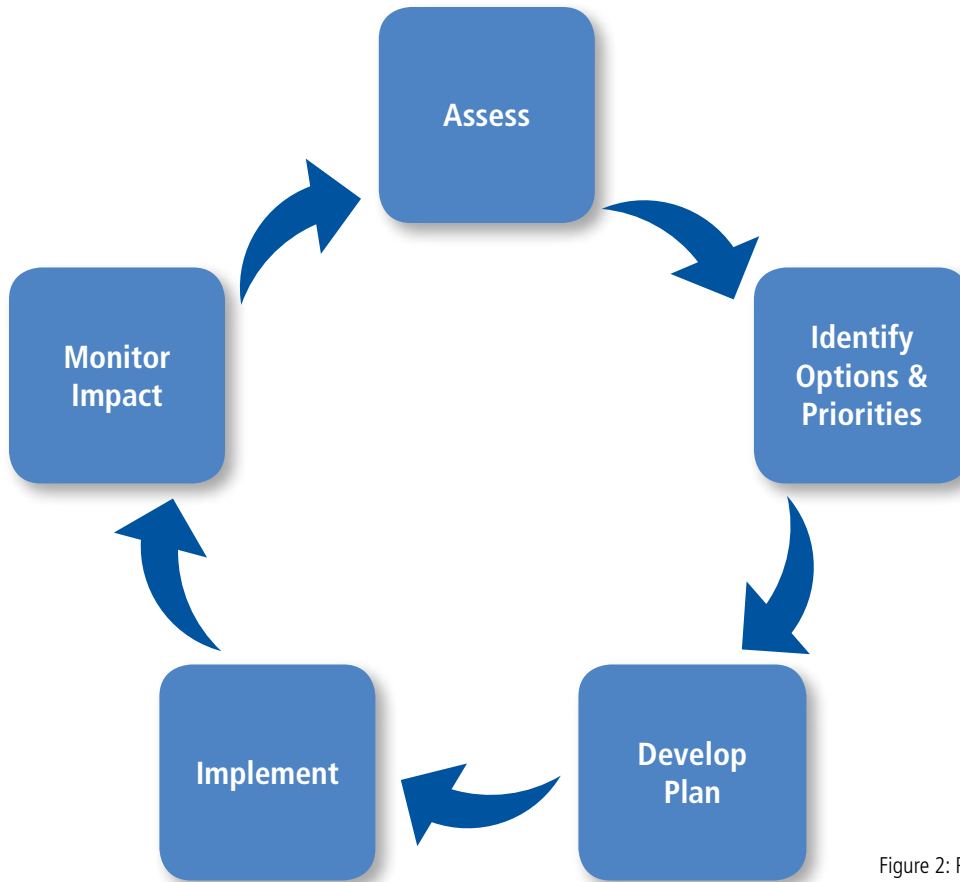 Assess
Identify
Options &
Priorities
Develop
Plan
Implement
Monitor
Impact
Figure 2: